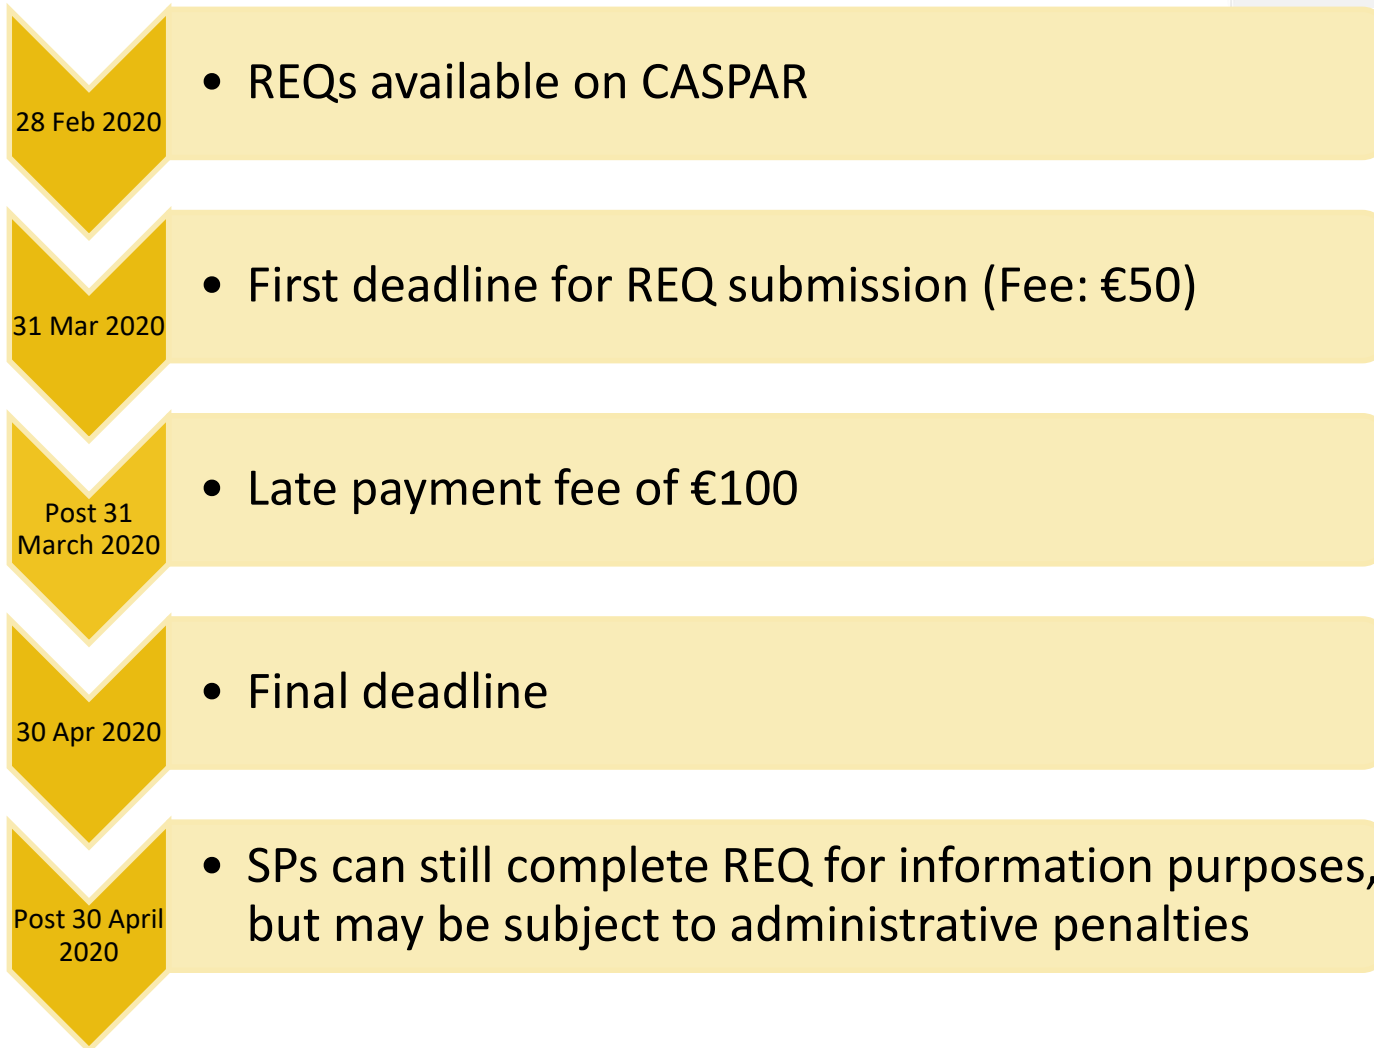 28 Feb 2020
• REQs available on CASPAR
31 Mar 2020
• First deadline for REQ submission (Fee: €50)
Post 31
March 2020
• Late payment fee of €100
30 Apr 2020
• Final deadline
Post 30 April
2020
• SPs can still complete REQ for information purposes,
but may be subject to administrative penalties